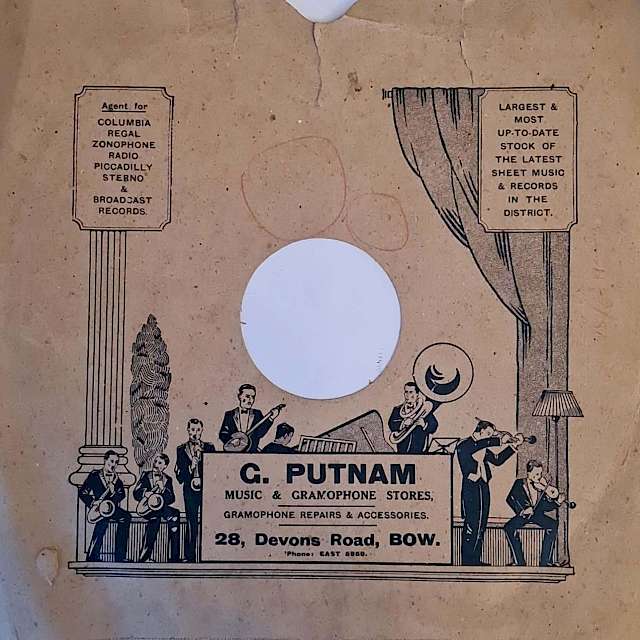 Agent for
COLUMBIA
REGAL
ZONOPHONE
RADIO
PICCADILLY
STERNO
&
BROADCAST
RECORDS.
LARGEST &
MOST
UP-TO-DATE
STOCK OF
THE LATEST
SHEET MUSIC
& RECORDS
IN THE
DISTRICT.
G. PUTNAM
MUSIC & GRAMOPHONE STORES,
GRAMOPHONE REPAIRS & ACCESSORIES.
28, Devons Road, BOW.
'Phone: EAST